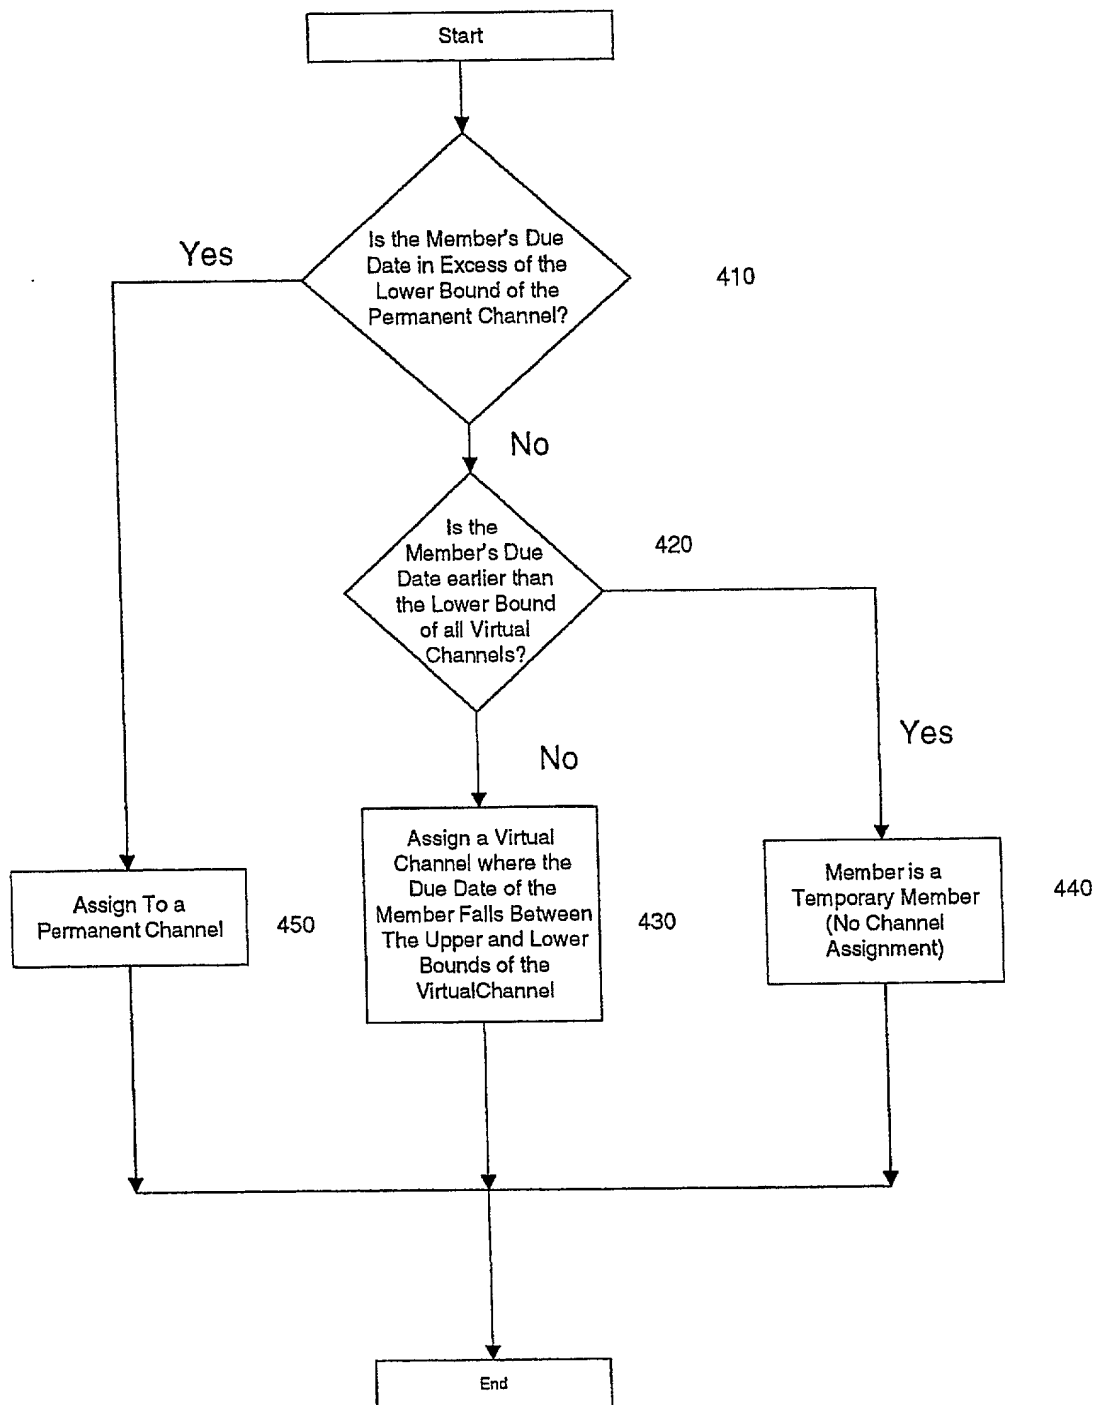 Start
Is the Member's Due
Date in Excess of the
Lower Bound of the
Permanent Channel?
410
Yes
No
Is the
Member's Due
Date earlier than
the Lower Bound
of all Virtual
Channels?
420
Yes
No
Assign To a
Permanent Channel
450
Assign a Virtual
Channel where the
Due Date of the
Member Falls Between
The Upper and Lower
Bounds of the
VirtualChannel
430
Member is a
Temporary Member
(No Channel
Assignment)
440
End